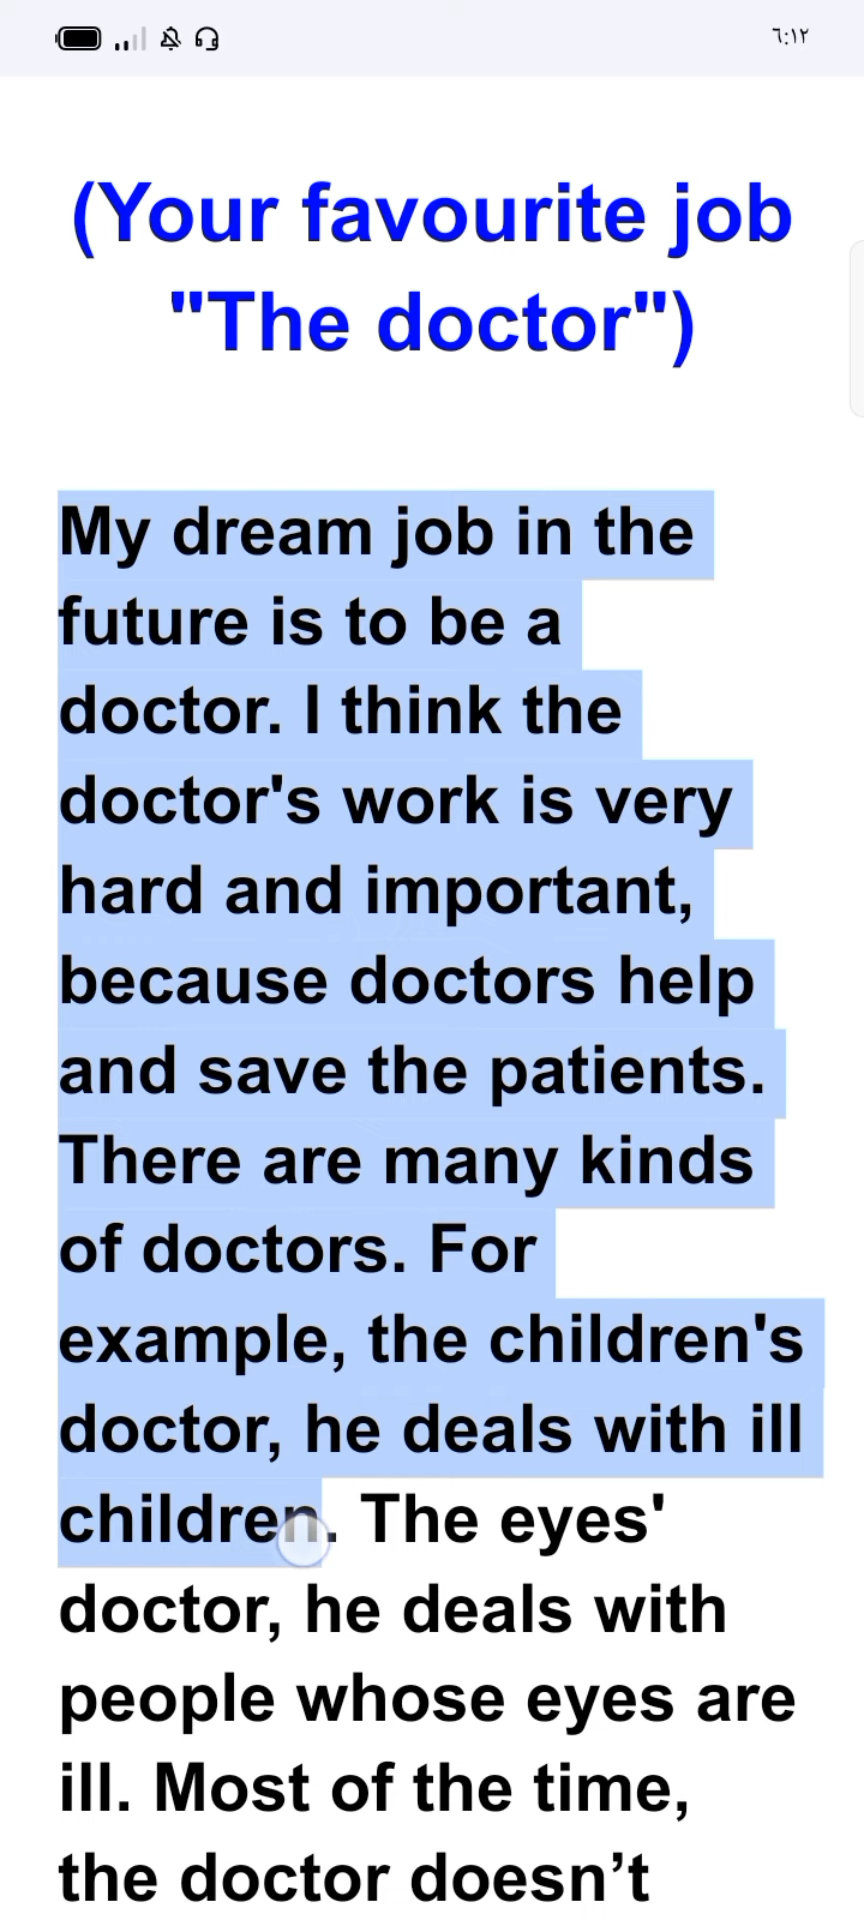 ٦:١٢
(Your favourite job
"The doctor")
My dream job in the
future is to be a
doctor. I think the
doctor's work is very
hard and important,
because doctors help
and save the patients.
There are many kinds
of doctors. For
example, the children's
doctor, he deals with ill
children. The eyes'
doctor, he deals with
people whose eyes are
ill. Most of the time,
the doctor doesn’t